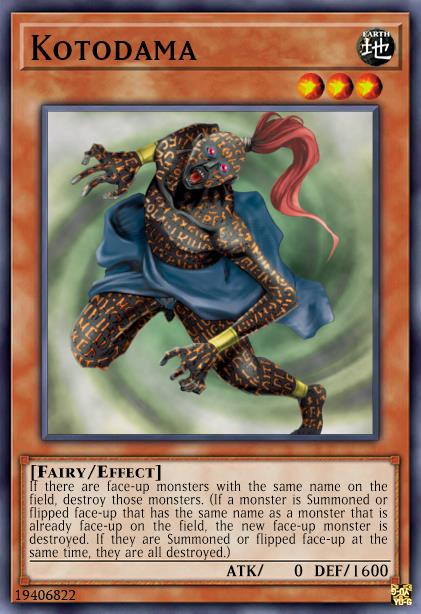 Kotodama
EARTH
地
[Fairy/Effect]
If there are face-up monsters with the same name on the
field, destroy those monsters. (If a monster is Summoned or
flipped face-up that has the same name as a monster that is
already face-up on the field, the new face-up monster is
destroyed. If they are Summoned or flipped face-up at the
same time, they are all destroyed.)
ATK/ 0 DEF/1600
19406822